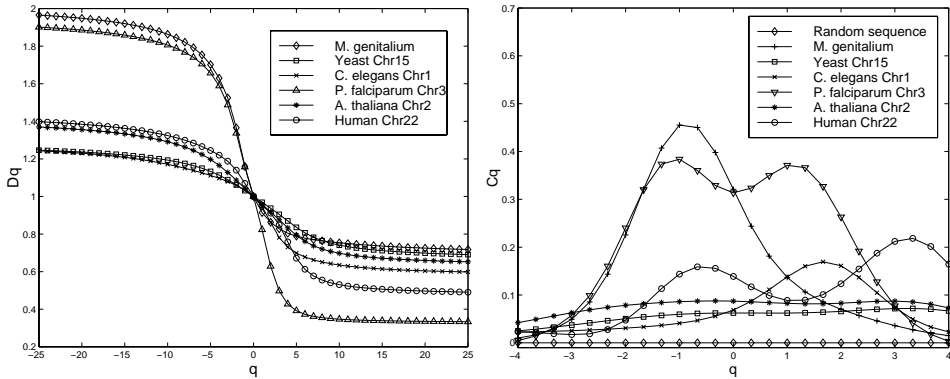 2
1.8
1.6
1.4
1.2
1
0.8
0.6
0.4
0.2
Dq
−25 −20 −15 −10 −5 0 5 10 15 20 25
q
M. genitalium
Yeast Chr15
C. elegans Chr1
P. falciparum Chr3
A. thaliana Chr2
Human Chr22
0.7
0.6
0.5
0.4
0.3
0.2
0.1
0
Cq
−4 −3 −2 −1 0 1 2 3 4
q
Random sequence
M. genitalium
Yeast Chr15
C. elegans Chr1
P. falciparum Chr3
A. thaliana Chr2
Human Chr22